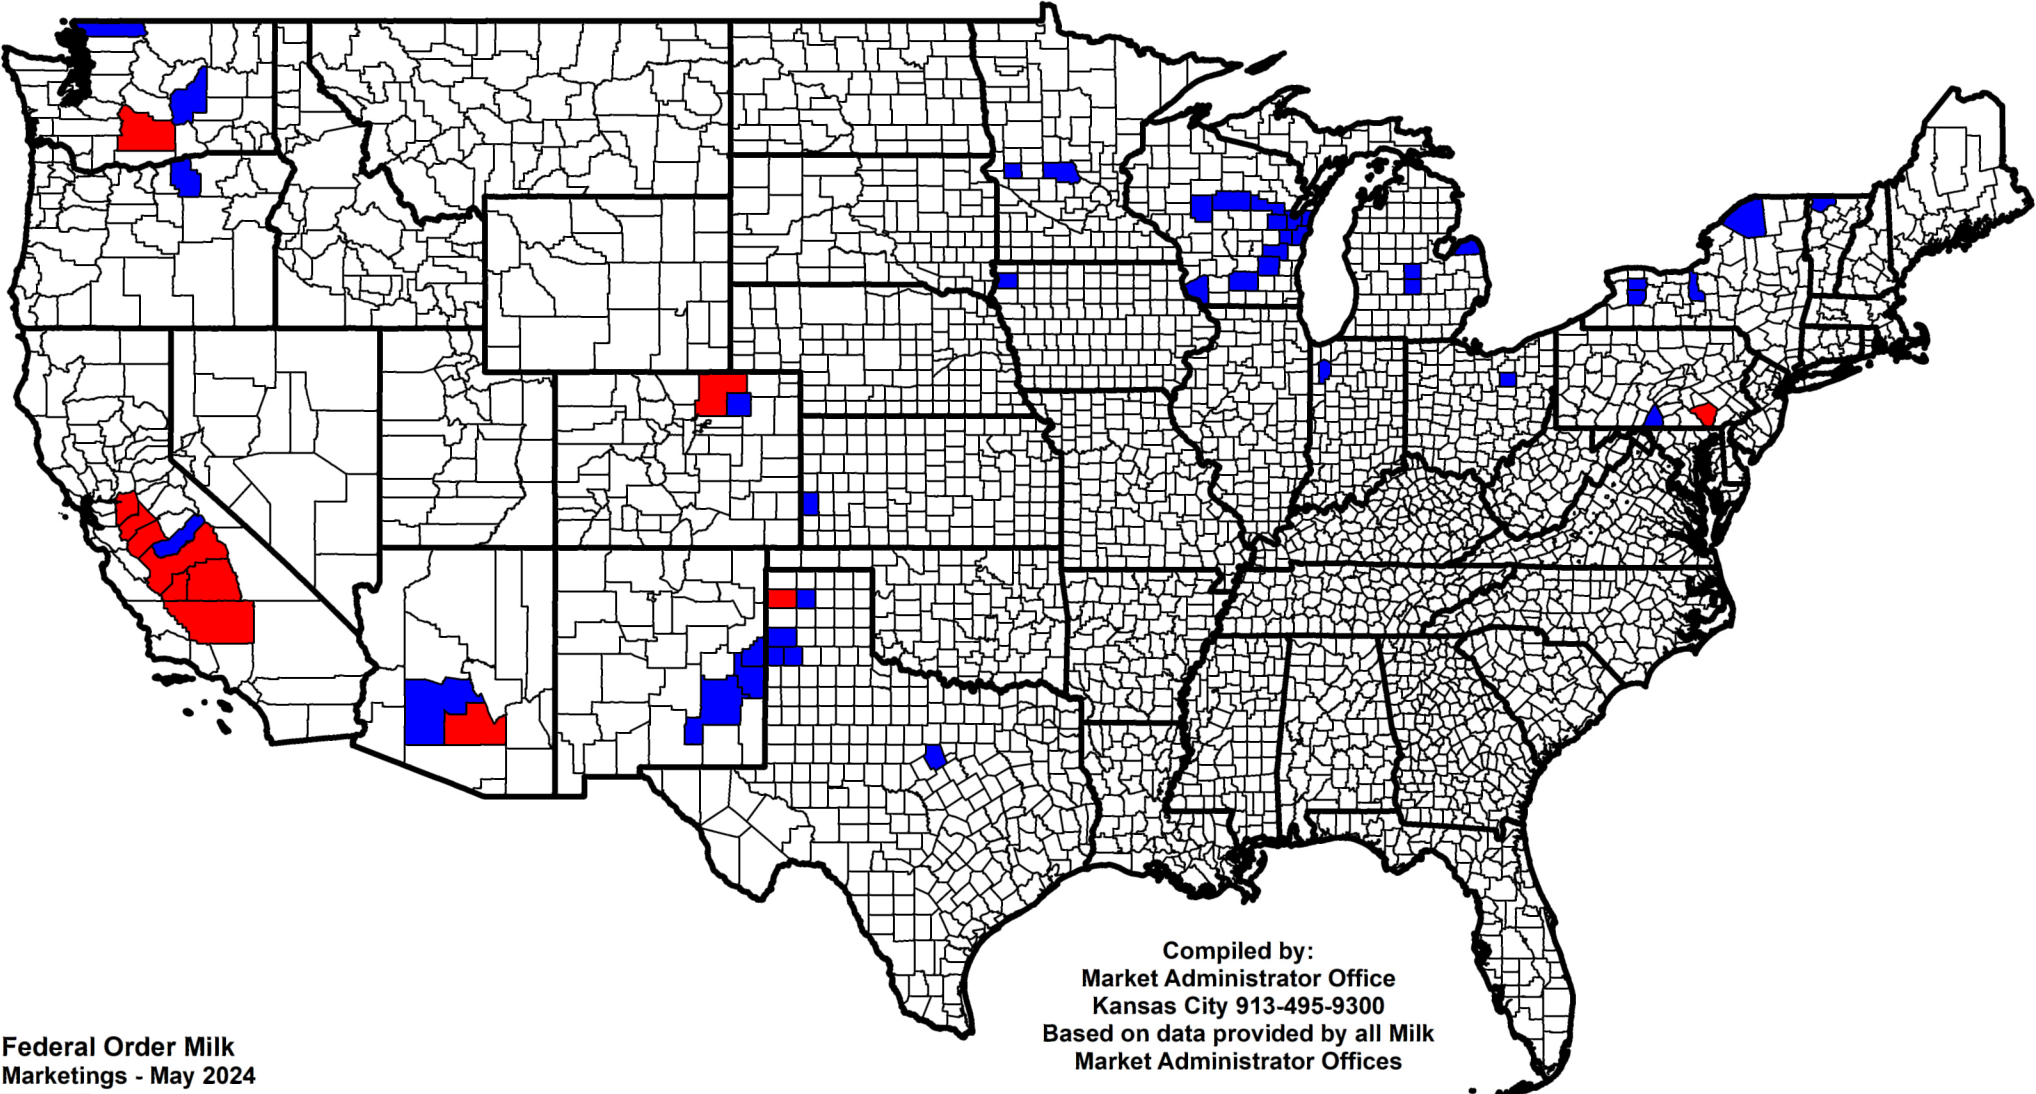 Compiled by:
Market Administrator Office
Kansas City 913-495-9300
Based on data provided by all Milk
Market Administrator Offices
Federal Order Milk
Marketings - May 2024